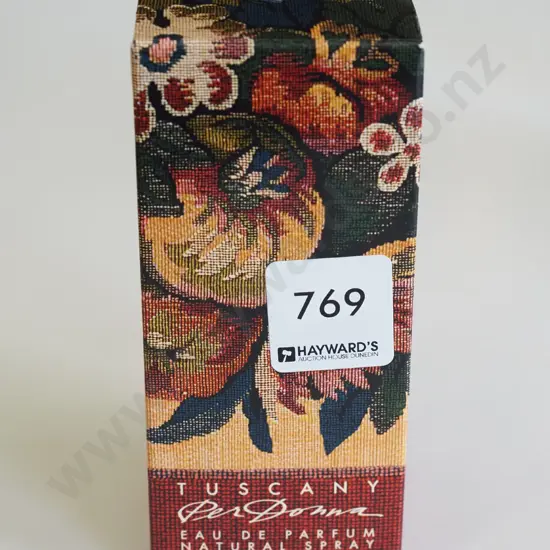 769
HAYWARD'S
AUCTION HOUSE DUNEDIN
TUSCANY
Per Donna
EAU DE PARFUM
NATURAL SPRAY